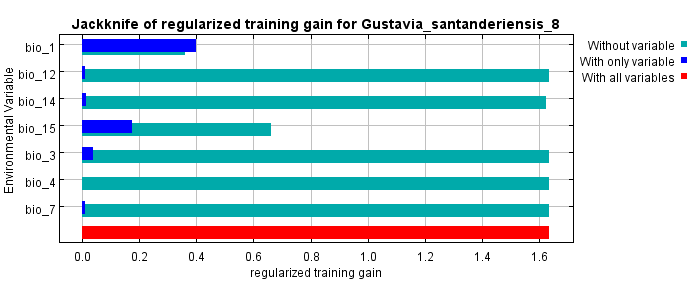 Jackknife of regularized training gain for Gustavia_santanderiensis_8
Environmental Variable
bio_1
bio_12
bio_14
bio_15
bio_3
bio_4
bio_7
Without variable
With only variable
With all variables
0.0 0.2 0.4 0.6 0.8 1.0 1.2 1.4 1.6
regularized training gain